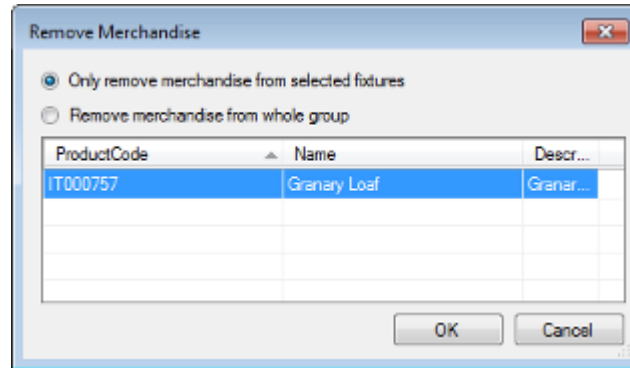 Remove Merchandise
Only remove merchandise from selected fixtures
Remove merchandise from whole group
ProductCode Name Descr...
IT000757 Granary Loaf Granar...
OK Cancel